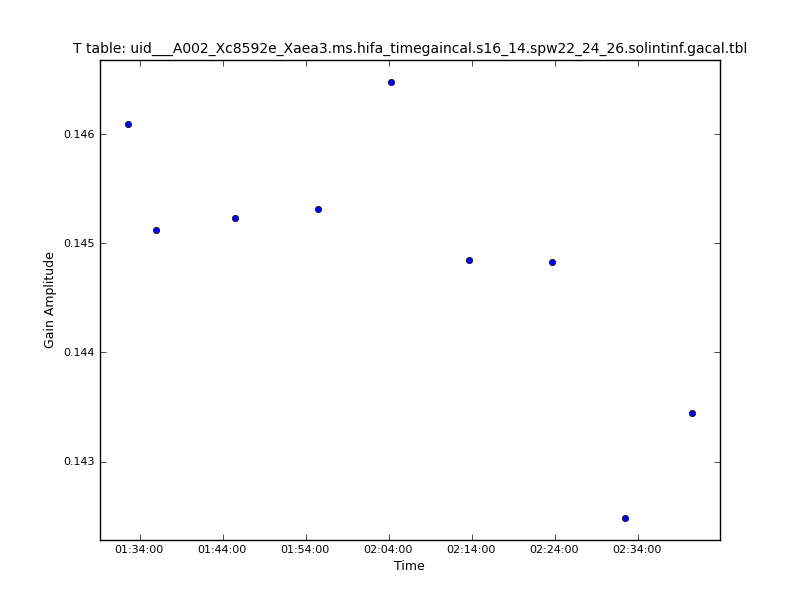 T table: uid___A002_Xc8592e_Xaea3.ms.hifa_timegaincal.s16_14.spw22_24_26.solintinf.gacal.tbl
0.146
0.145
0.144
0.143
Gain Amplitude
01:34:00 01:44:00 01:54:00 02:04:00 02:14:00 02:24:00 02:34:00
Time